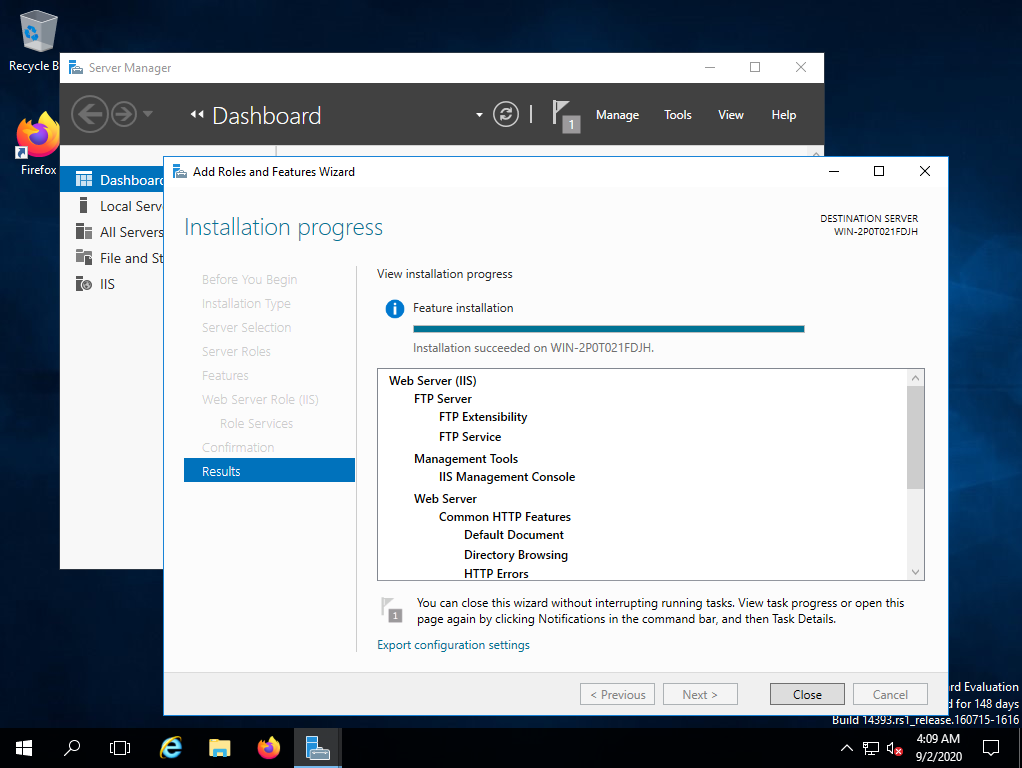 Recycle B
Server Manager
Dashboard
1
Manage
Tools
View
Help
Firefox
Dashboard
Local Serv
All Servers
File and St
IIS
Add Roles and Features Wizard
Installation progress
DESTINATION SERVER
WIN-2P0T021FDJH
Before You Begin
Installation Type
Server Selection
Server Roles
Features
Web Server Role (IIS)
Role Services
Confirmation
Results
View installation progress
Feature installation
Installation succeeded on WIN-2P0T021FDJH.
Web Server (IIS)
FTP Server
FTP Extensibility
FTP Service
Management Tools
IIS Management Console
Web Server
Common HTTP Features
Default Document
Directory Browsing
HTTP Errors
1
You can close this wizard without interrupting running tasks. View task progress or open this
page again by clicking Notifications in the command bar, and then Task Details.
Export configuration settings
< Previous
Next >
Close
Cancel
rd Evaluation
d for 148 days
Build 14393.rs1_release.160715-1616
4:09 AM
9/2/2020